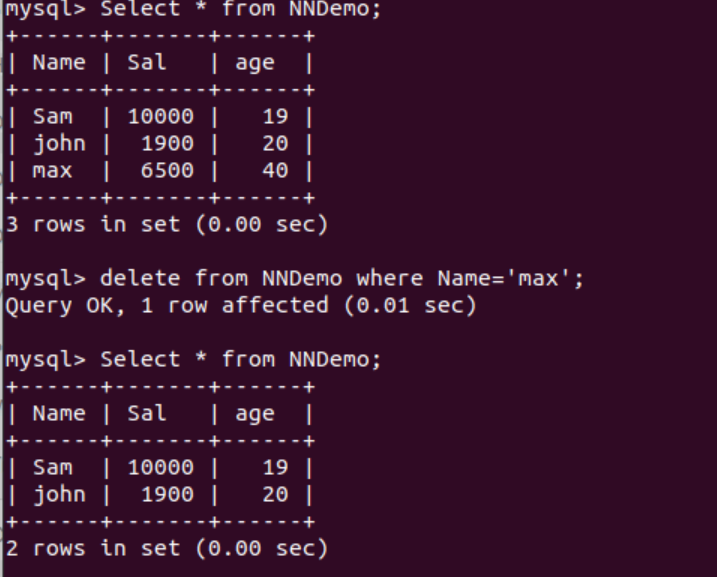 mysql> Select * from NNDemo;
+------+-------+------+
| Name | Sal   | age  |
+------+-------+------+
| Sam  | 10000 |   19 |
| john |  1900 |   20 |
| max  |  6500 |   40 |
+------+-------+------+
3 rows in set (0.00 sec)
mysql> delete from NNDemo where Name='max';
Query OK, 1 row affected (0.01 sec)
mysql> Select * from NNDemo;
+------+-------+------+
| Name | Sal   | age  |
+------+-------+------+
| Sam  | 10000 |   19 |
| john |  1900 |   20 |
+------+-------+------+
2 rows in set (0.00 sec)